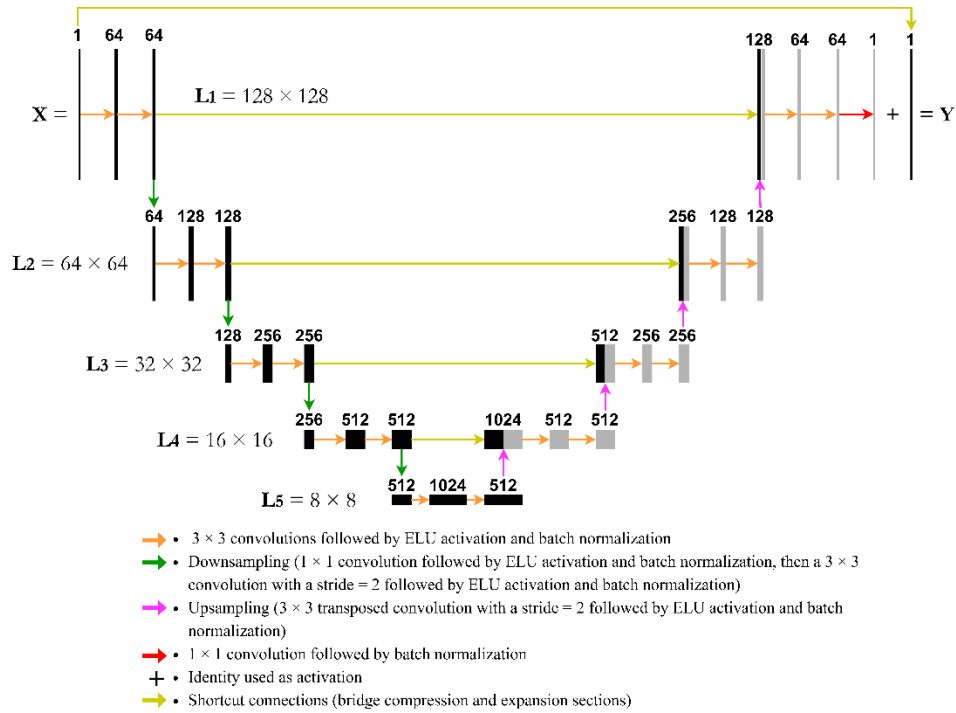 1 64 64 128 64 64 1 1
L1 = 128 × 128
X = + = Y
64 128 128 256 128 128
L2 = 64 × 64
128 256 256 512 256 256
L3 = 32 × 32
256 512 512 1024 512 512
L4 = 16 × 16
512 1024 512
L5 = 8 × 8
• 3 × 3 convolutions followed by ELU activation and batch normalization
• Downsampling (1 × 1 convolution followed by ELU activation and batch normalization, then a 3 × 3
convolution with a stride = 2 followed by ELU activation and batch normalization)
• Upsampling (3 × 3 transposed convolution with a stride = 2 followed by ELU activation and batch
normalization)
• 1 × 1 convolution followed by batch normalization
+ • Identity used as activation
• Shortcut connections (bridge compression and expansion sections)